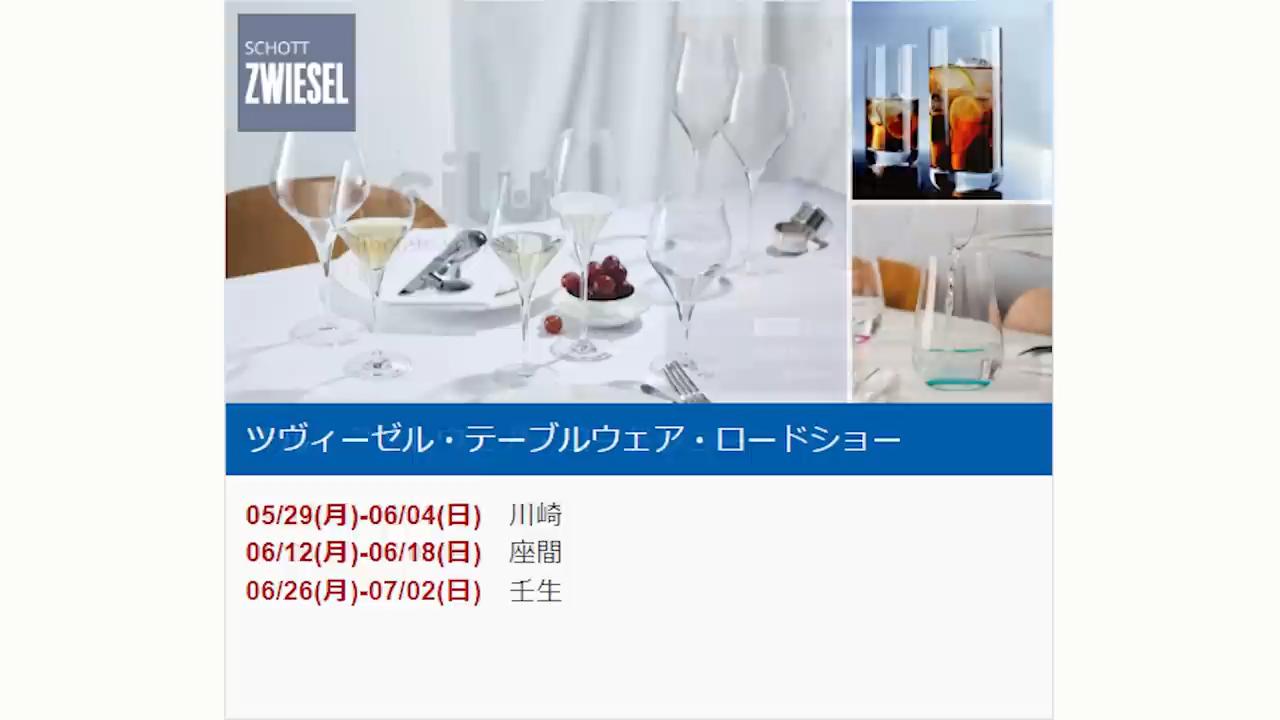 SCHOTT
ZWIESEL
ツヴィーゼル・テーブルウェア・ロードショー
05/29(月)-06/04(日) 川崎
06/12(月)-06/18(日) 座間
06/26(月)-07/02(日) 壬生